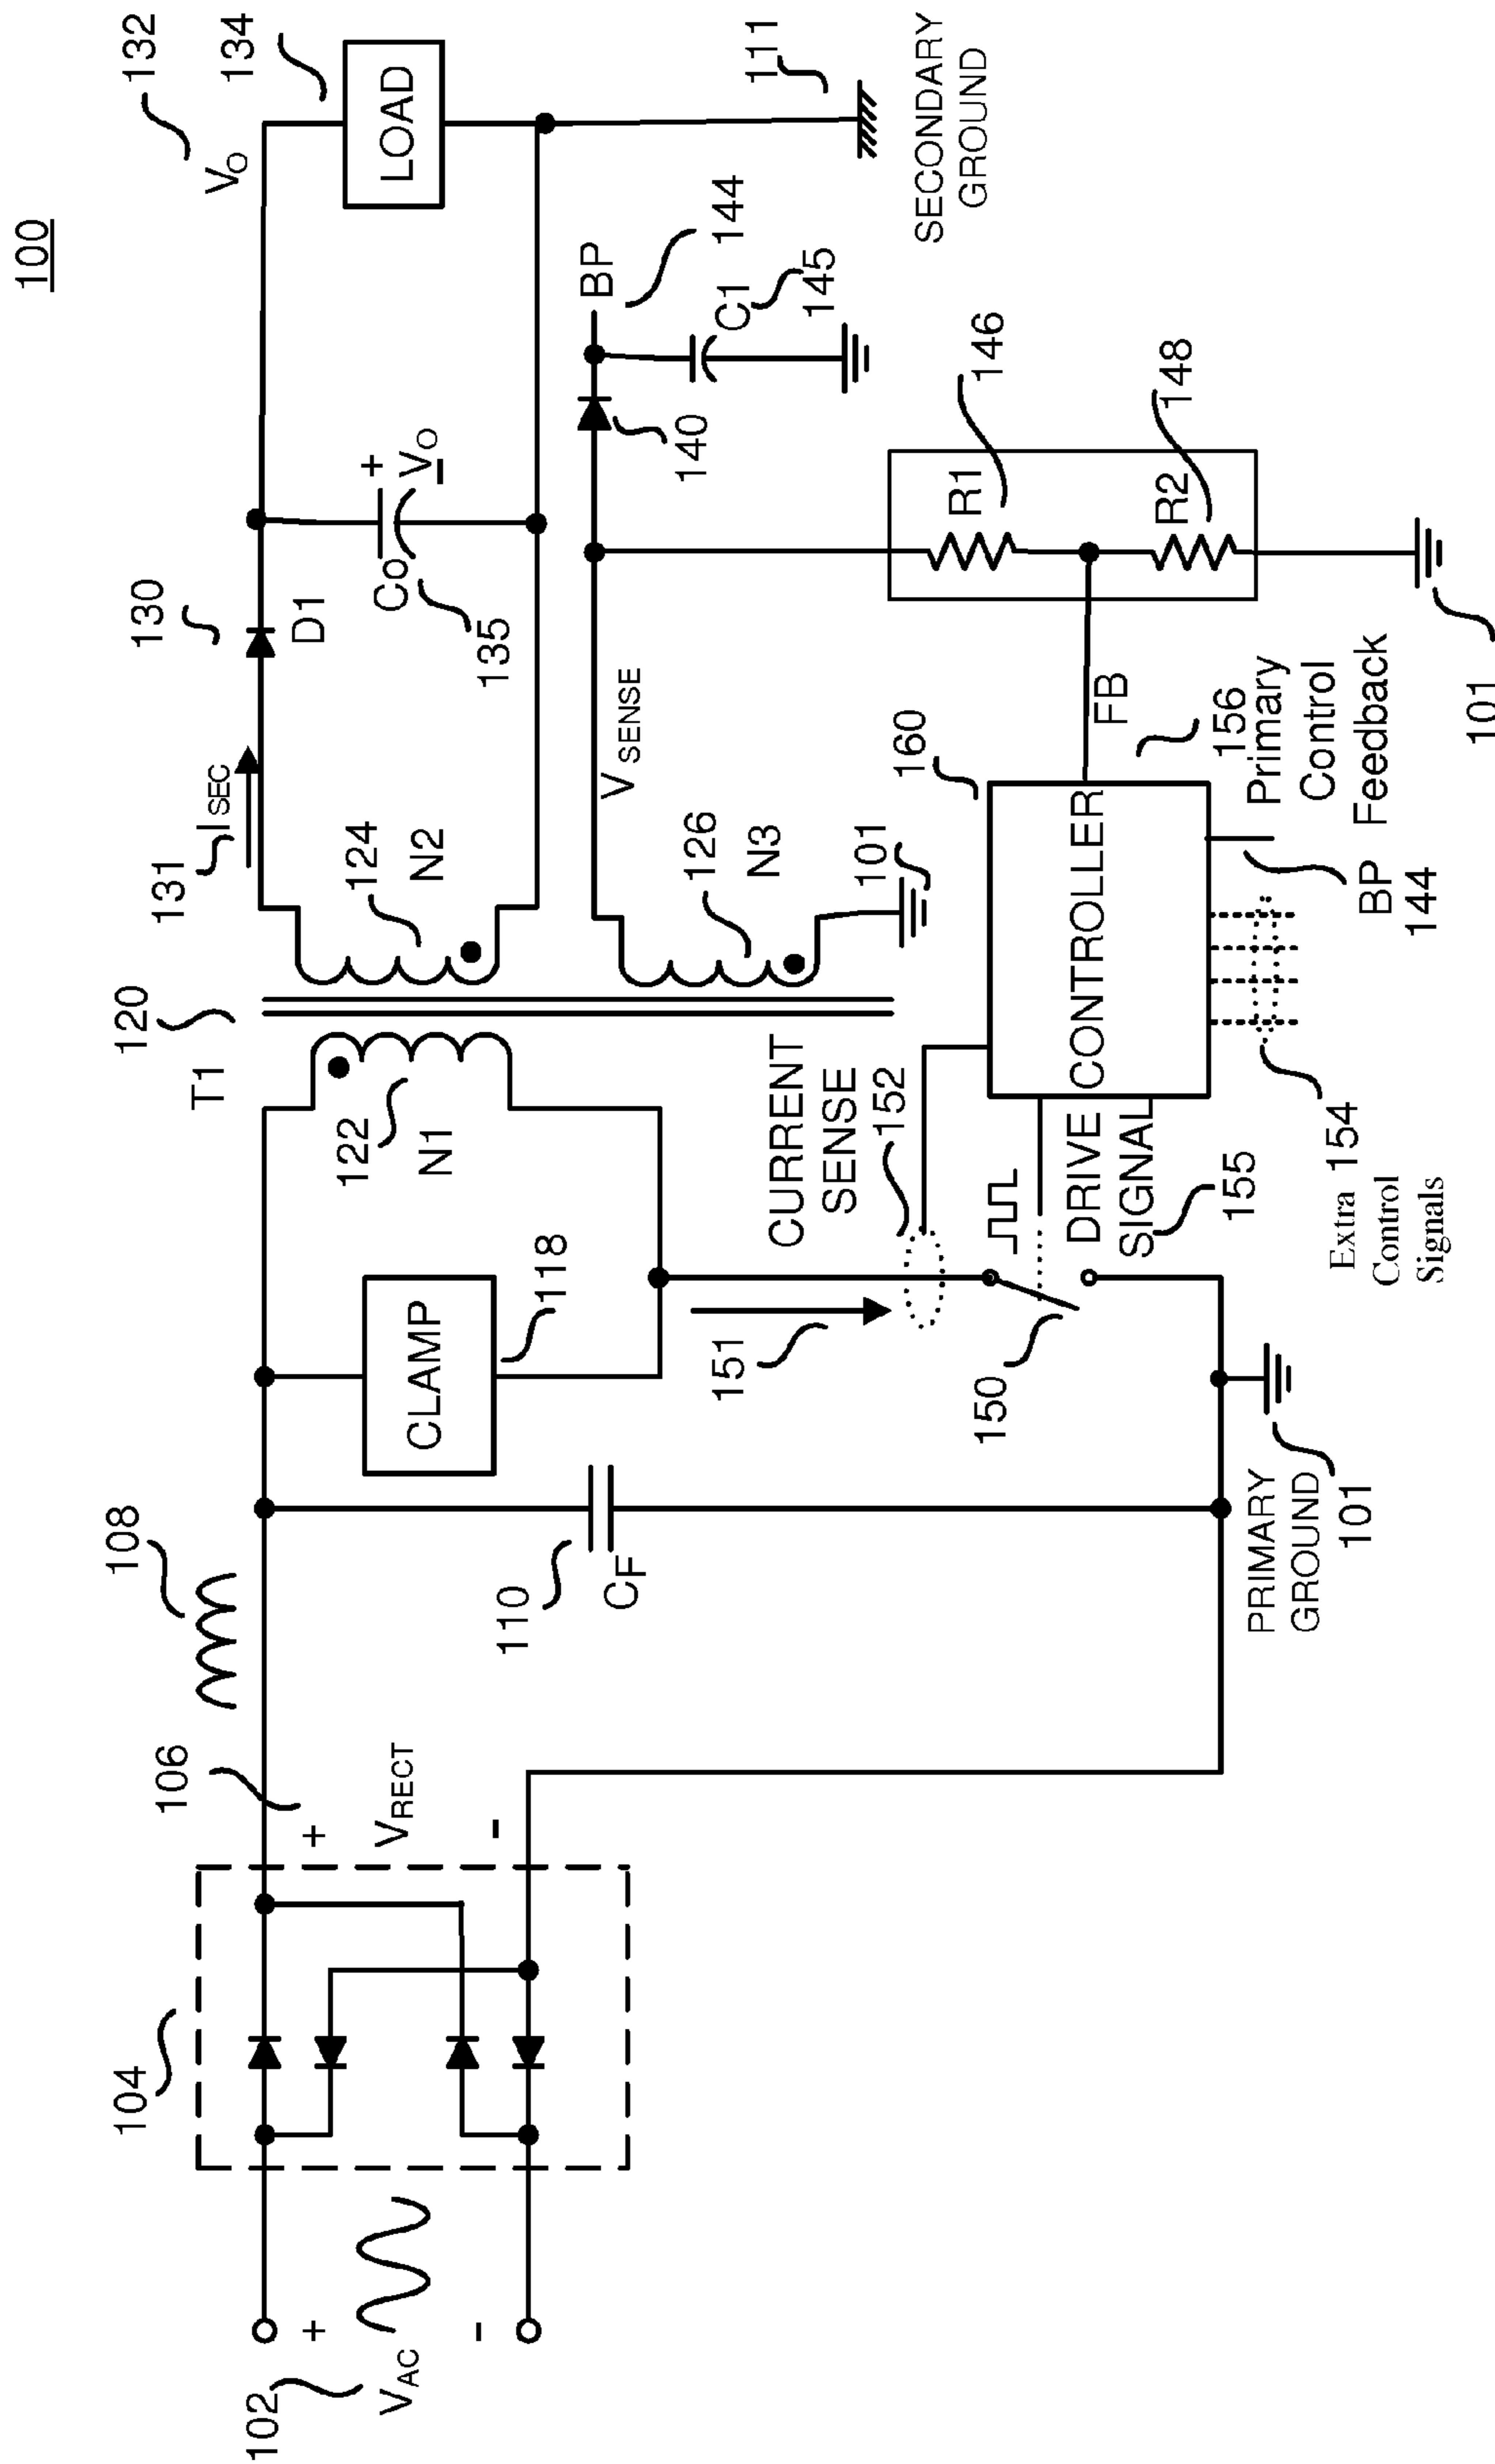 100
102
VAC
+
-
104
106
+
VRECT
-
108
110
CF
CLAMP
118
T1
120
122
N1
131
ISEC
124
N2
130
D1
Co
135
+
VO
-
VO
132
134
LOAD
111
SECONDARY
GROUND
VSENSE
126
N3
101
140
BP
144
C1
145
R1
146
R2
148
101
FB
156
Primary
Control
Feedback
160
CONTROLLER
BP
144
154
Extra
Control
Signals
CURRENT
SENSE
152
DRIVE
SIGNAL
155
151
150
PRIMARY
GROUND
101